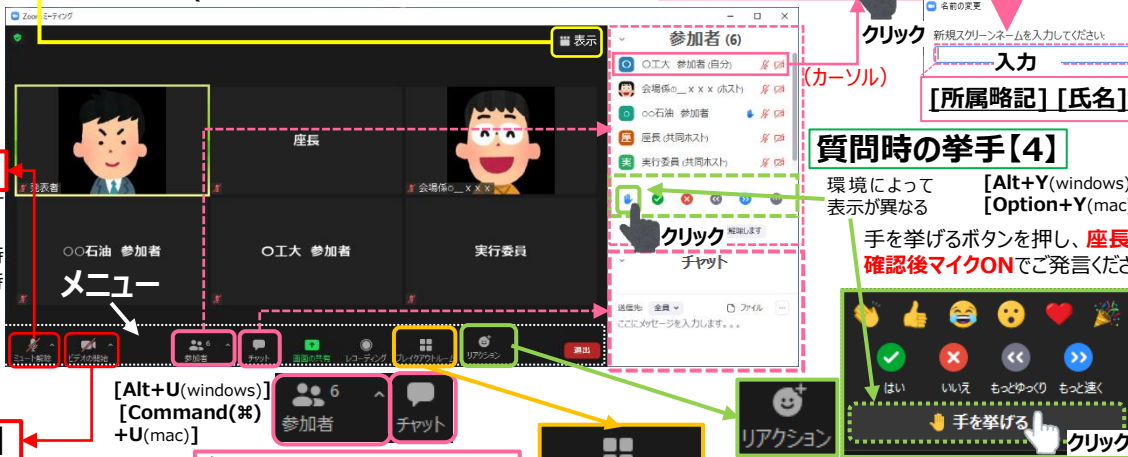 Zoom ミーティング
表示
座長
発表者
会場係o__ｘｘｘ
○○石油 参加者
○工大 参加者
実行委員
メニュー
ミュート解除
ビデオの開始
参加者
チャット
画面の共有
レコーディング
ブレイクアウトルーム
リアクション
退出
参加者 (6)
○工大 参加者 (自分)
会場係o__ｘｘｘ (ホスト)
○○石油 参加者
座 座長 (共同ホスト)
実 実行委員 (共同ホスト)
クリック
解除します
チャット
送信先: 全員
ファイル
ここにメッセージを入力します。。。
クリック
(カーソル)
名前の変更
新規スクリーンネームを入力してください:
入力
[所属略記] [氏名]
質問時の挙手【4】
環境によって
表示が異なる
[Alt+Y(windows)
[Option+Y(mac)
手を挙げるボタンを押し、座長
確認後マイクONでご発言くださ
はい
いいえ
もっとゆっくり
もっと速く
手を挙げる
クリック
[Alt+U(windows)]
[Command(⌘)
+U(mac)]
6
参加者
チャット
リアクション